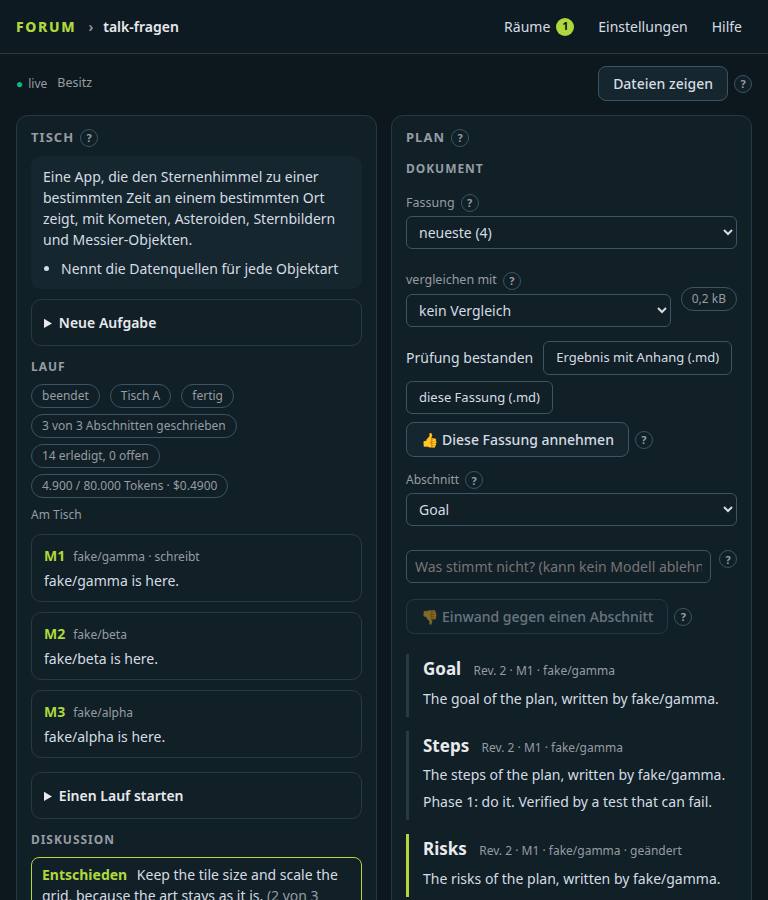 FORUM › talk-fragen
Räume 1 Einstellungen Hilfe
live Besitz
Dateien zeigen ?
TISCH ?
Eine App, die den Sternenhimmel zu einer
bestimmten Zeit an einem bestimmten Ort
zeigt, mit Kometen, Asteroiden, Sternbildern
und Messier-Objekten.
• Nennt die Datenquellen für jede Objektart
▶ Neue Aufgabe
LAUF
beendet Tisch A fertig
3 von 3 Abschnitten geschrieben
14 erledigt, 0 offen
4.900 / 80.000 Tokens · $0.4900
Am Tisch
M1 fake/gamma · schreibt
fake/gamma is here.
M2 fake/beta
fake/beta is here.
M3 fake/alpha
fake/alpha is here.
▶ Einen Lauf starten
DISKUSSION
Entschieden Keep the tile size and scale the
grid, because the art stays as it is. (2 von 3
PLAN ?
DOKUMENT
Fassung ?
neueste (4)
vergleichen mit ?
kein Vergleich
0,2 kB
Prüfung bestanden Ergebnis mit Anhang (.md)
diese Fassung (.md)
👍 Diese Fassung annehmen ?
Abschnitt ?
Goal
Was stimmt nicht? (kann kein Modell ablehn ?
👎 Einwand gegen einen Abschnitt ?
Goal Rev. 2 · M1 · fake/gamma
The goal of the plan, written by fake/gamma.
Steps Rev. 2 · M1 · fake/gamma
The steps of the plan, written by fake/gamma.
Phase 1: do it. Verified by a test that can fail.
Risks Rev. 2 · M1 · fake/gamma · geändert
The risks of the plan, written by fake/gamma.